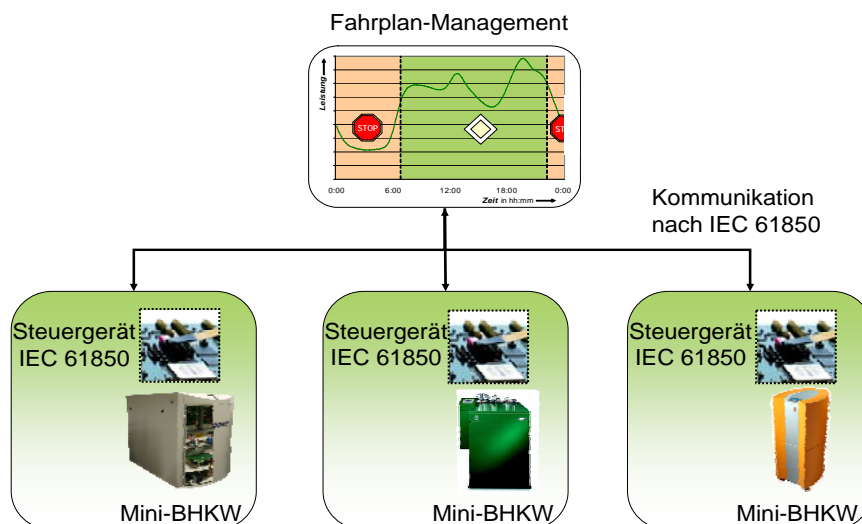 Fahrplan-Management
Leistung
STOP
ST
0:00 6:00 12:00 18:00 0:00
Zeit in hh:mm
Kommunikation
nach IEC 61850
Steuergerät
IEC 61850
Mini-BHKW
Steuergerät
IEC 61850
Mini-BHKW
Steuergerät
IEC 61850
Mini-BHKW